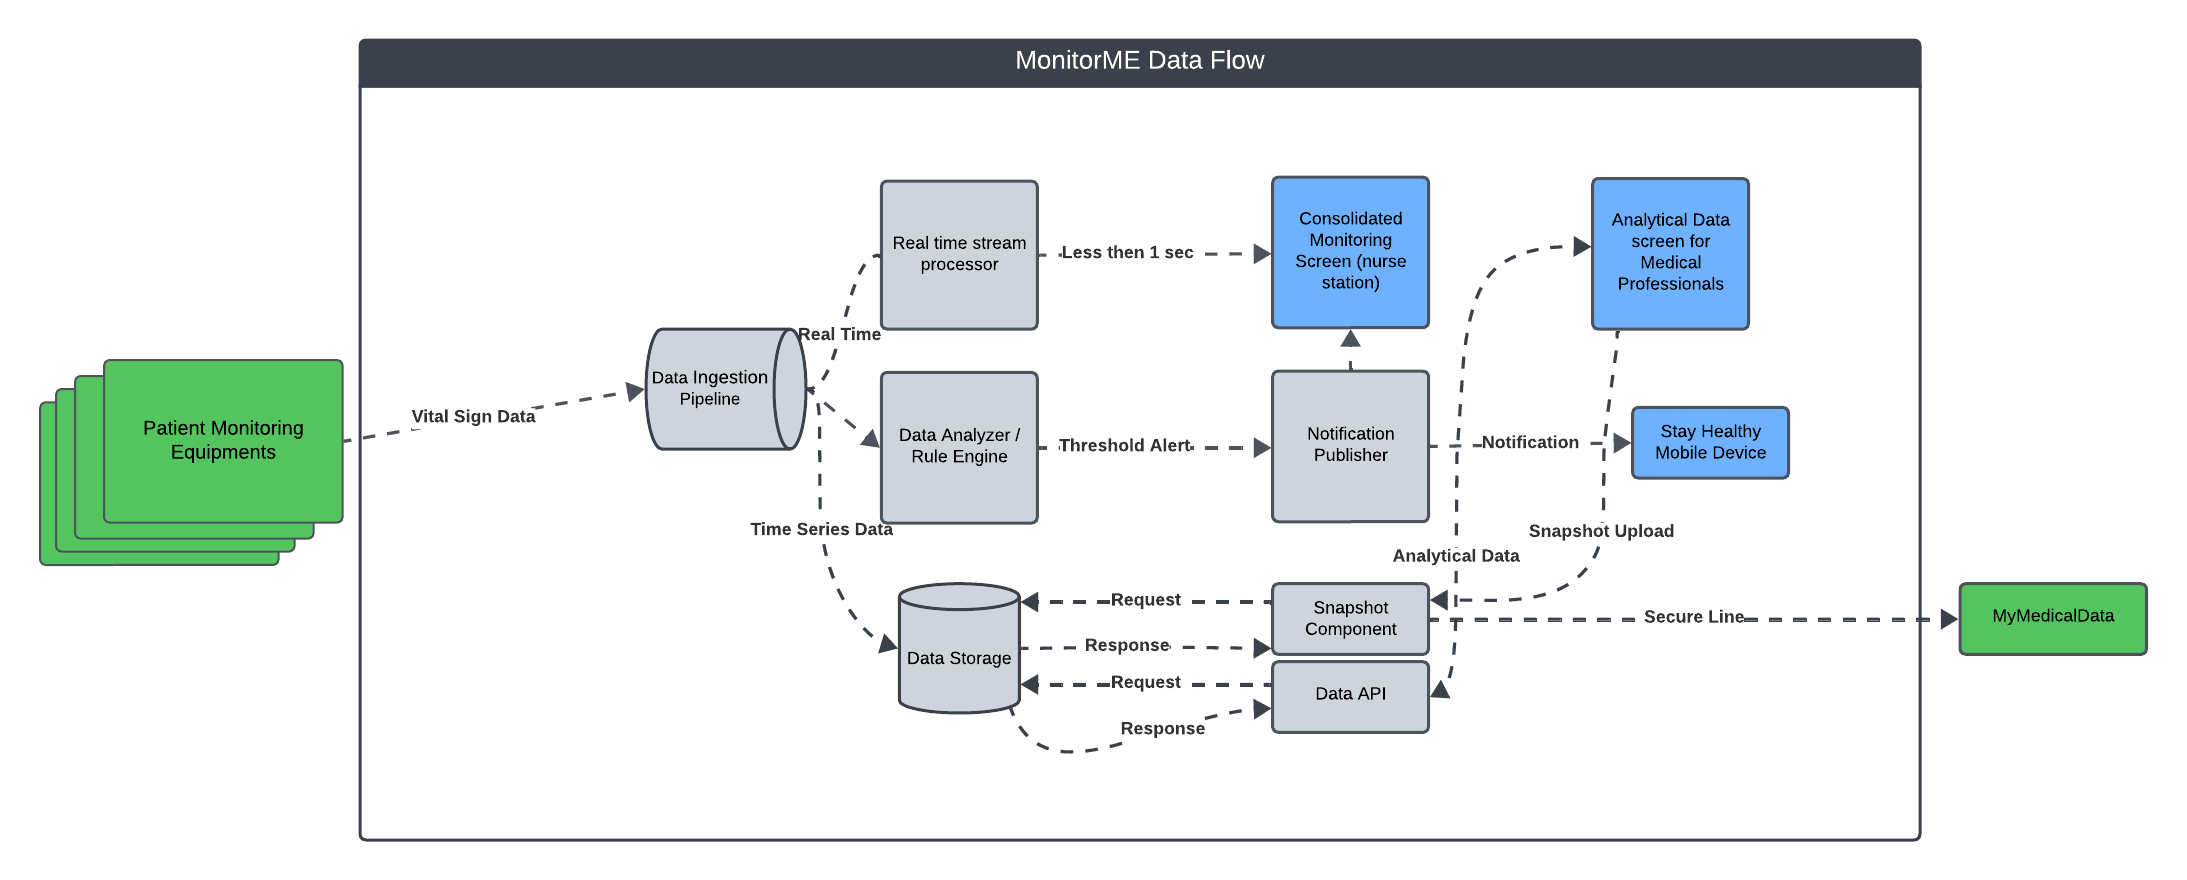 MonitorME Data Flow
Patient Monitoring
Equipments
Vital Sign Data
Data Ingestion
Pipeline
Real Time
Time Series Data
Real time stream
processor
Less then 1 sec
Consolidated
Monitoring
Screen (nurse
station)
Analytical Data
screen for
Medical
Professionals
Data Analyzer /
Rule Engine
Threshold Alert
Notification
Publisher
Notification
Stay Healthy
Mobile Device
Snapshot Upload
Analytical Data
Data Storage
Request
Response
Request
Response
Snapshot
Component
Data API
Secure Line
MyMedicalData